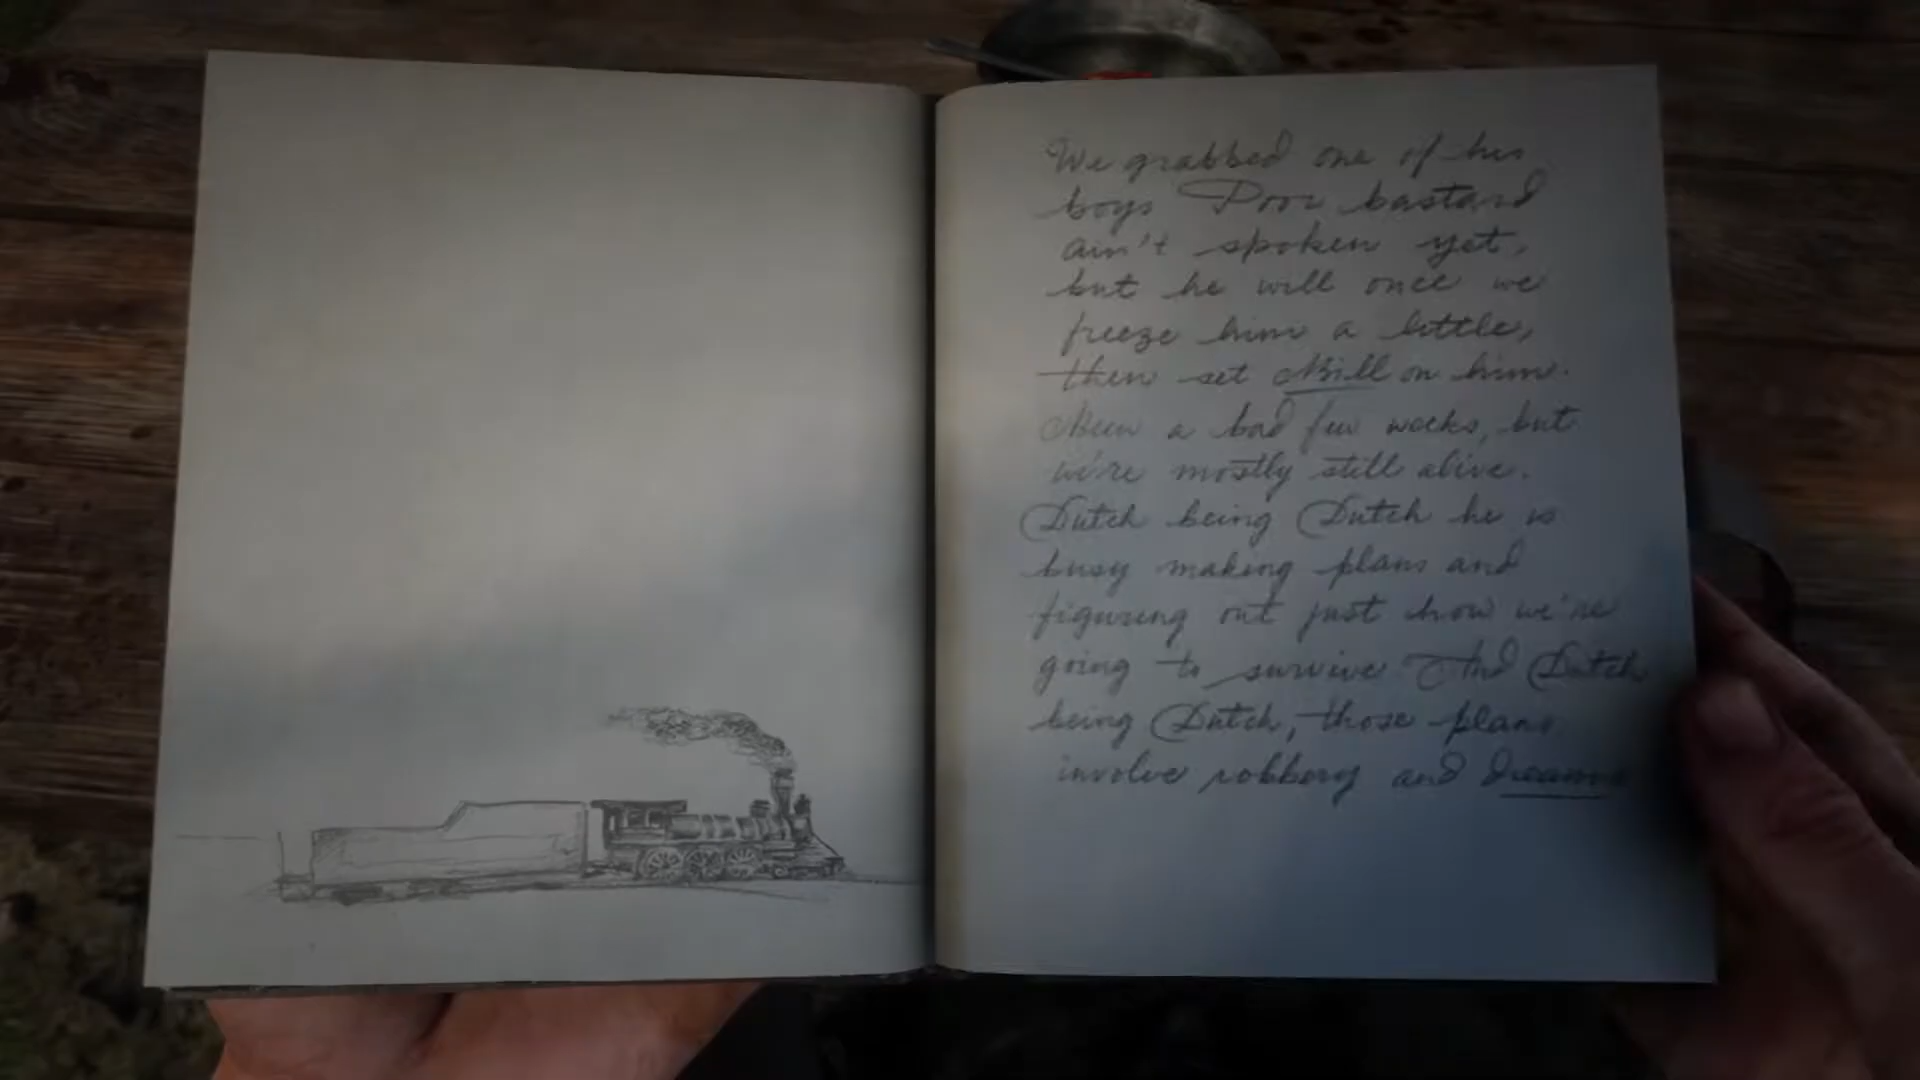 We grabbed one of his
boys Poor bastard
ain't spoken yet,
but he will once we
freeze him a little,
then set Bill on him.
Been a bad few weeks, but
we're mostly still alive.
Dutch being Dutch he is
busy making plans and
figuring out just how we're
going to survive And Dutch
being Dutch, those plans
involve robbery and dreams